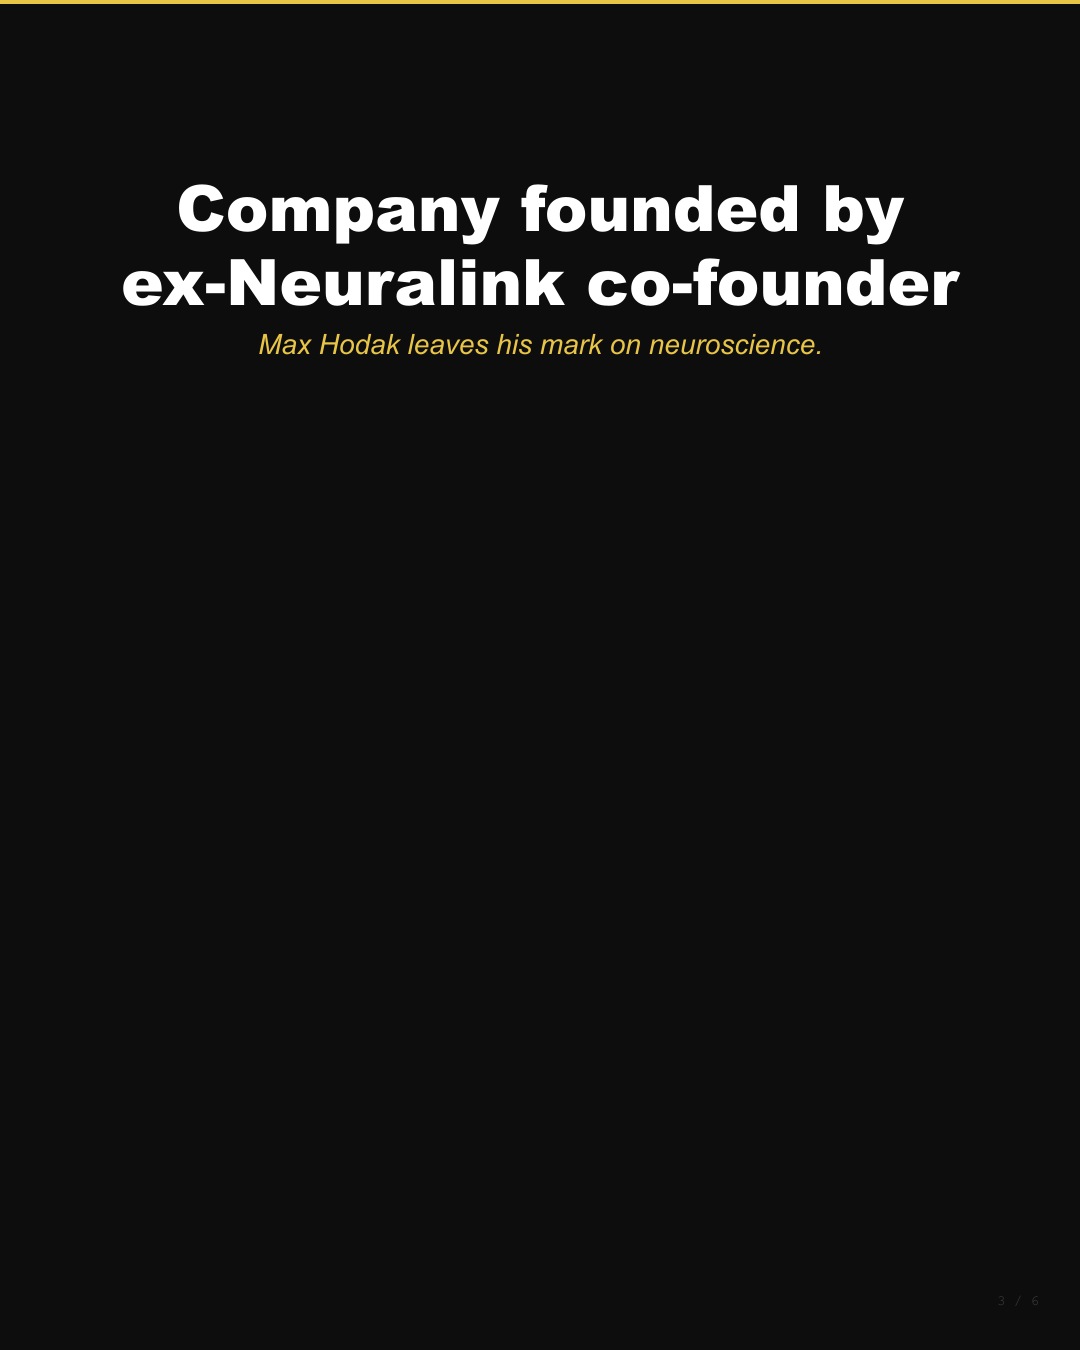 Company founded by
ex-Neuralink co-founder
Max Hodak leaves his mark on neuroscience.
3 / 6